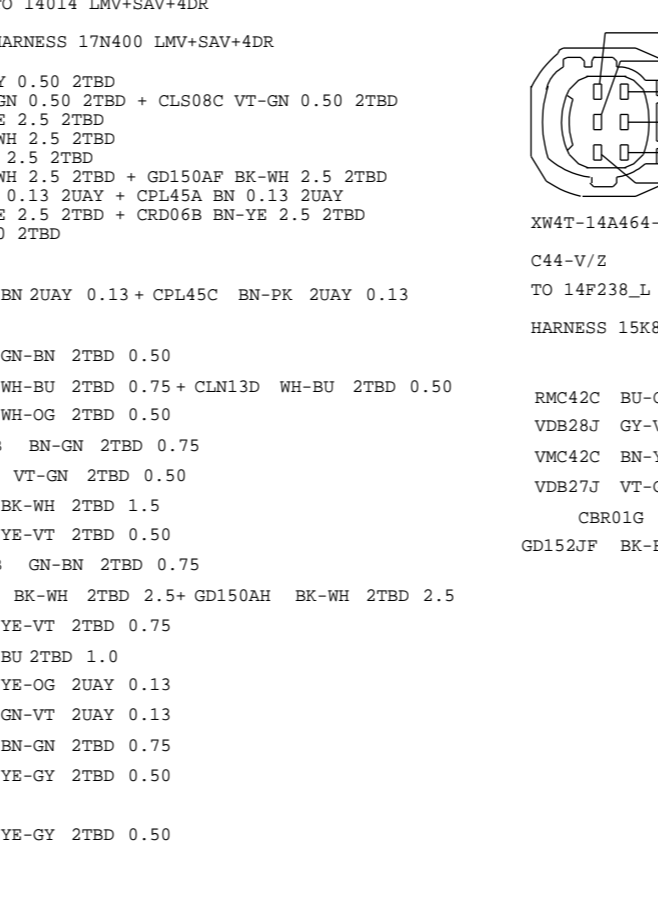 TO 14014 LMV+SAV+4DR
HARNESS 17N400 LMV+SAV+4DR
Y 0.50 2TBD
GN 0.50 2TBD + CLS08C VT-GN 0.50 2TBD
E 2.5 2TBD
WH 2.5 2TBD
2.5 2TBD
WH 2.5 2TBD + GD150AF BK-WH 2.5 2TBD
0.13 2UAY + CPL45A BN 0.13 2UAY
E 2.5 2TBD + CRD06B BN-YE 2.5 2TBD
0 2TBD
BN 2UAY 0.13 + CPL45C BN-PK 2UAY 0.13
GN-BN 2TBD 0.50
WH-BU 2TBD 0.75 + CLN13D WH-BU 2TBD 0.50
WH-OG 2TBD 0.50
BN-GN 2TBD 0.75
VT-GN 2TBD 0.50
BK-WH 2TBD 1.5
YE-VT 2TBD 0.50
GN-BN 2TBD 0.75
BK-WH 2TBD 2.5+ GD150AH BK-WH 2TBD 2.5
YE-VT 2TBD 0.75
BU 2TBD 1.0
YE-OG 2UAY 0.13
GN-VT 2UAY 0.13
BN-GN 2TBD 0.75
YE-GY 2TBD 0.50
YE-GY 2TBD 0.50
XW4T-14A464-
C44-V/Z
TO 14F238_L
HARNESS 15K8
RMC42C BU-G
VDB28J GY-V
VMC42C BN-Y
VDB27J VT-G
CBR01G
GD152JF BK-